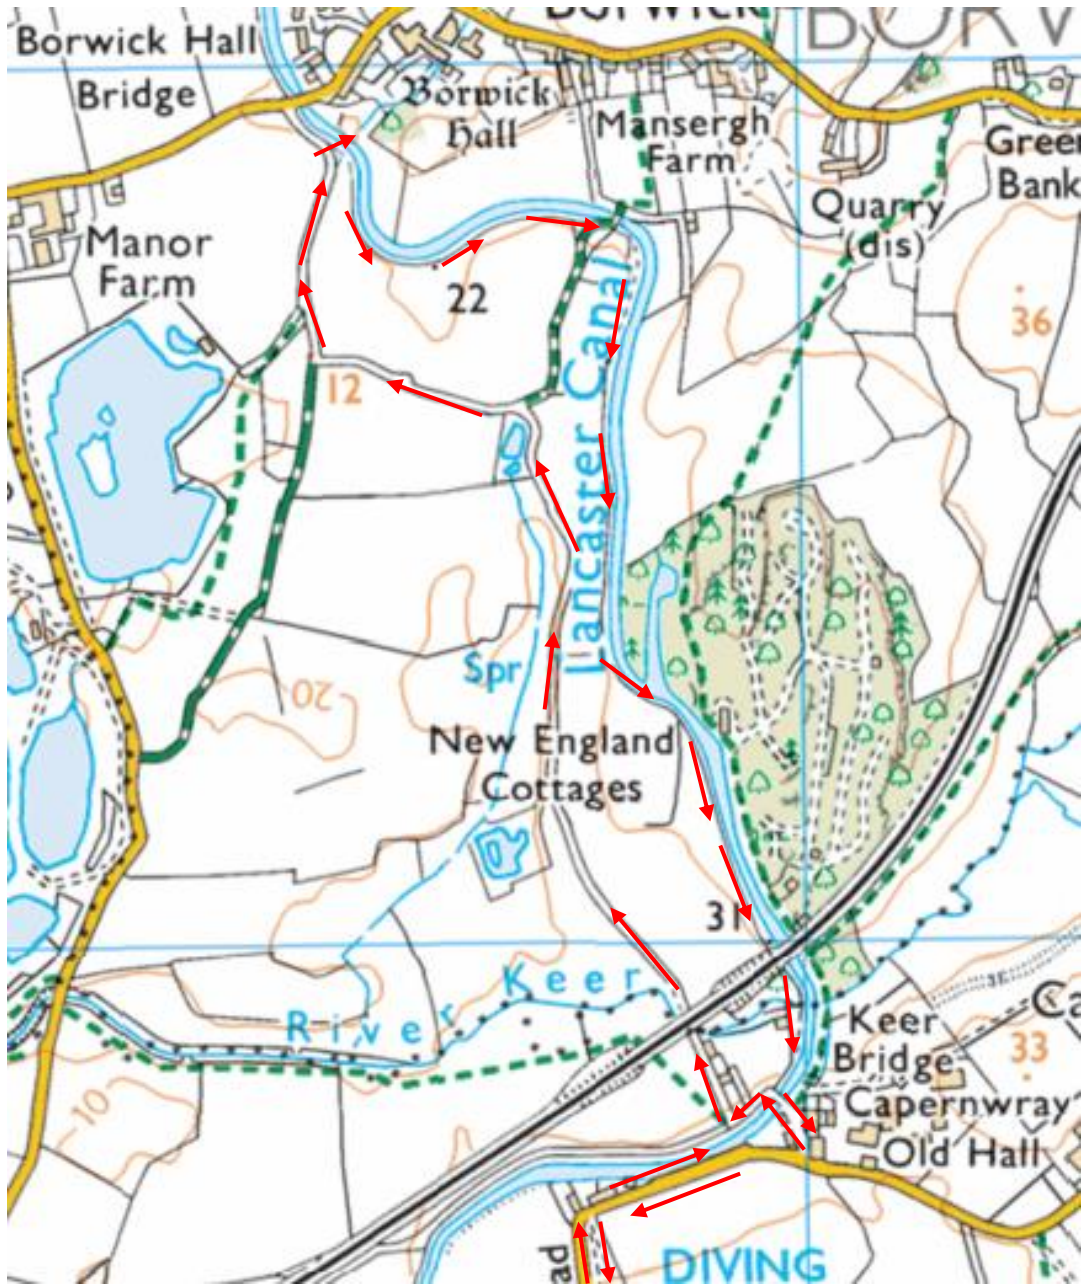 Borwick Hall
Bridge
BORW
Borwick
Hall
Mansergh
Farm
Green
Bank
Quarry
(dis)
Manor
Farm
22
36
12
Lancaster Canal
Spr
20
New England
Cottages
31
River Keer
Keer
Bridge
33
10
Capernwray
Old Hall
DIVING